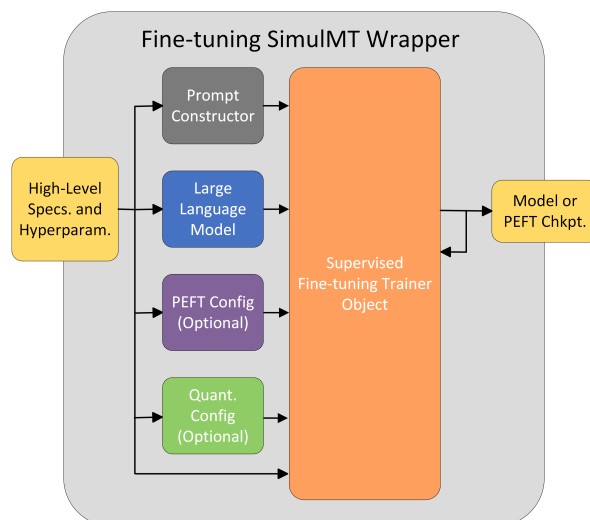 Fine-tuning SimulMT Wrapper
Prompt
Constructor
High-Level
Specs. and
Hyperparam.
Large
Language
Model
PEFT Config
(Optional)
Quant.
Config
(Optional)
Supervised
Fine-tuning Trainer
Object
Model or
PEFT Chkpt.